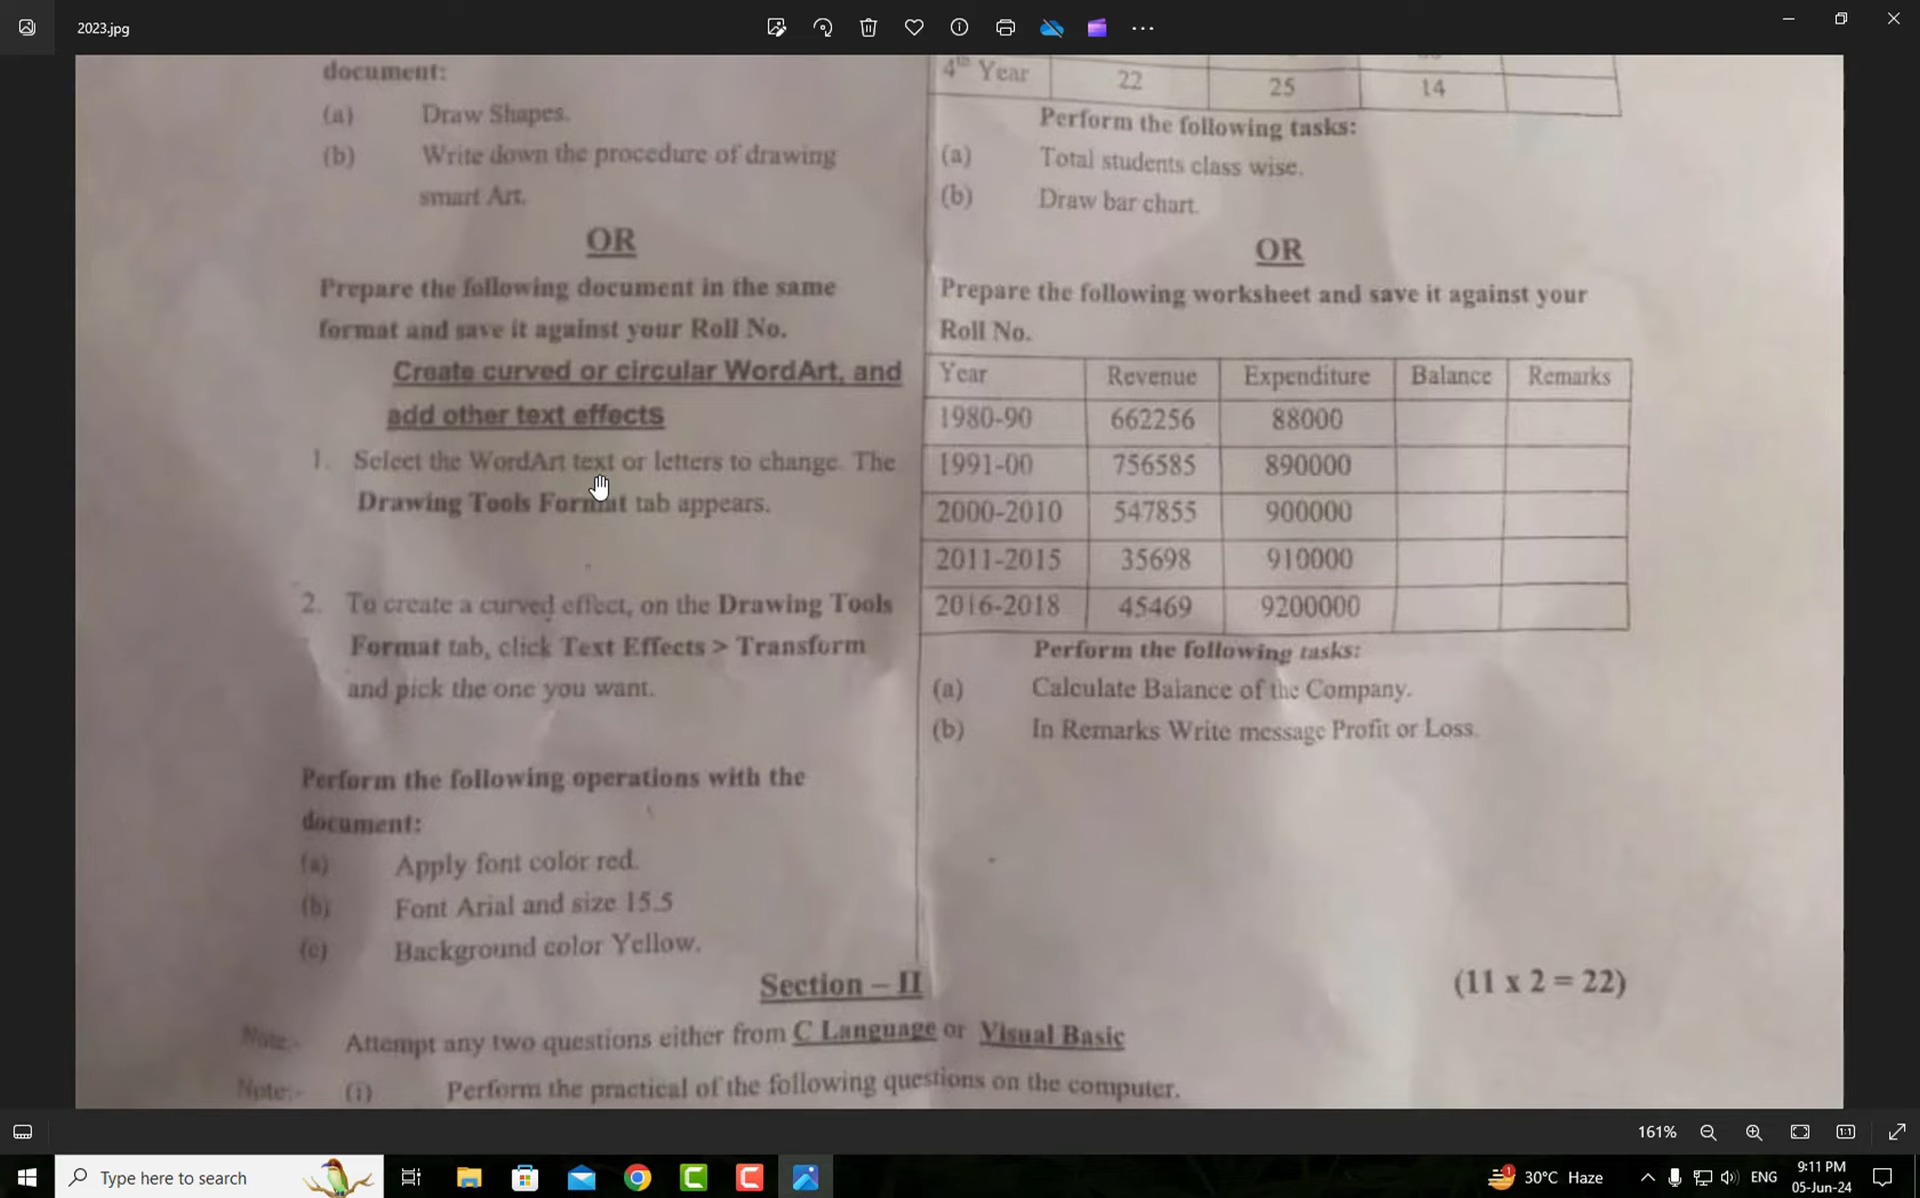 2023.jpg
document:
(a) Draw Shapes.
(b) Write down the procedure of drawing
smart Art.
OR
Prepare the following document in the same
format and save it against your Roll No.
Create curved or circular WordArt, and
add other text effects
1. Select the WordArt text or letters to change. The
Drawing Tools Format tab appears.
2. To create a curved effect, on the Drawing Tools
Format tab, click Text Effects > Transform
and pick the one you want.
Perform the following operations with the
document:
(a) Apply font color red.
(b) Font Arial and size 15.5
(c) Background color Yellow.
4th Year 22 25 14
Perform the following tasks:
(a) Total students class wise.
(b) Draw bar chart.
OR
Prepare the following worksheet and save it against your
Roll No.
Year Revenue Expenditure Balance Remarks
1980-90 662256 88000
1991-00 756585 890000
2000-2010 547855 900000
2011-2015 35698 910000
2016-2018 45469 9200000
Perform the following tasks:
(a) Calculate Balance of the Company.
(b) In Remarks Write message Profit or Loss.
Section – II (11 x 2 = 22)
Note:- Attempt any two questions either from C Language or Visual Basic
Note:- (i) Perform the practical of the following questions on the computer.
161%
Type here to search
30°C Haze
ENG
9:11 PM
05-Jun-24